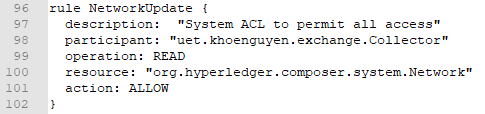 96 rule NetworkUpdate {
97   description:  "System ACL to permit all access"
98   participant: "uet.khoenguyen.exchange.Collector"
99   operation: READ
100   resource: "org.hyperledger.composer.system.Network"
101   action: ALLOW
102 }